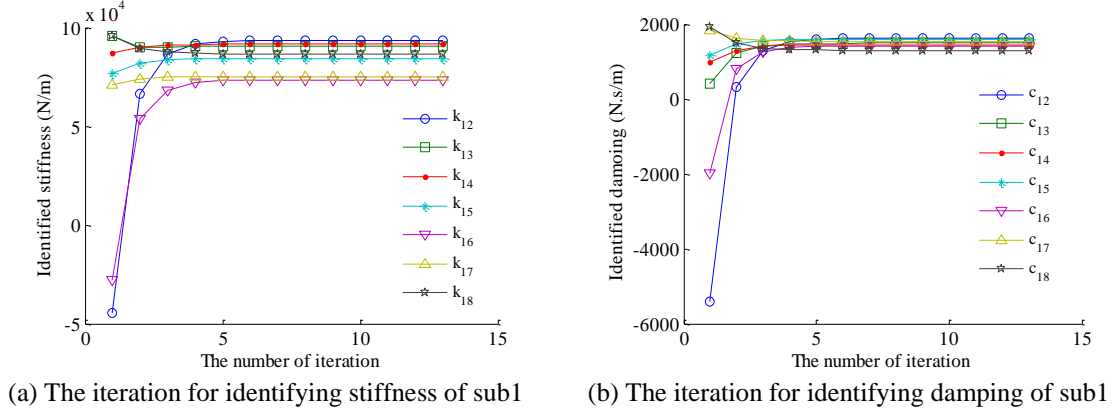 10 x 10⁴
5
0
-5
0
5
10
15
The number of iteration
Identified stiffness (N/m)
k₁₂
k₁₃
k₁₄
k₁₅
k₁₆
k₁₇
k₁₈
(a) The iteration for identifying stiffness of sub1
2000
0
-2000
-4000
-6000
0
5
10
15
The number of iteration
Identified damoing (N.s/m)
c₁₂
c₁₃
c₁₄
c₁₅
c₁₆
c₁₇
c₁₈
(b) The iteration for identifying damping of sub1